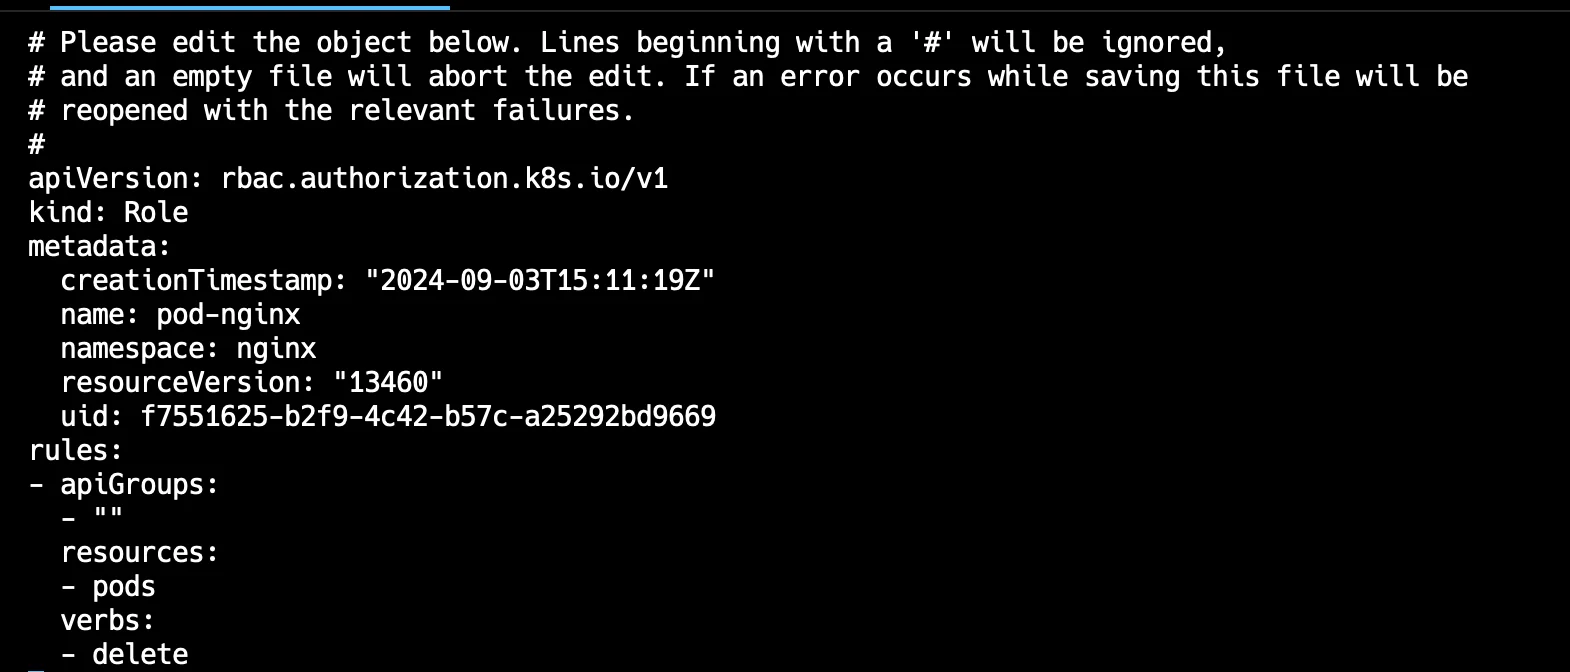 # Please edit the object below. Lines beginning with a '#' will be ignored,
# and an empty file will abort the edit. If an error occurs while saving this file will be
# reopened with the relevant failures.
#
apiVersion: rbac.authorization.k8s.io/v1
kind: Role
metadata:
  creationTimestamp: "2024-09-03T15:11:19Z"
  name: pod-nginx
  namespace: nginx
  resourceVersion: "13460"
  uid: f7551625-b2f9-4c42-b57c-a25292bd9669
rules:
- apiGroups:
  - ""
  resources:
  - pods
  verbs:
  - delete